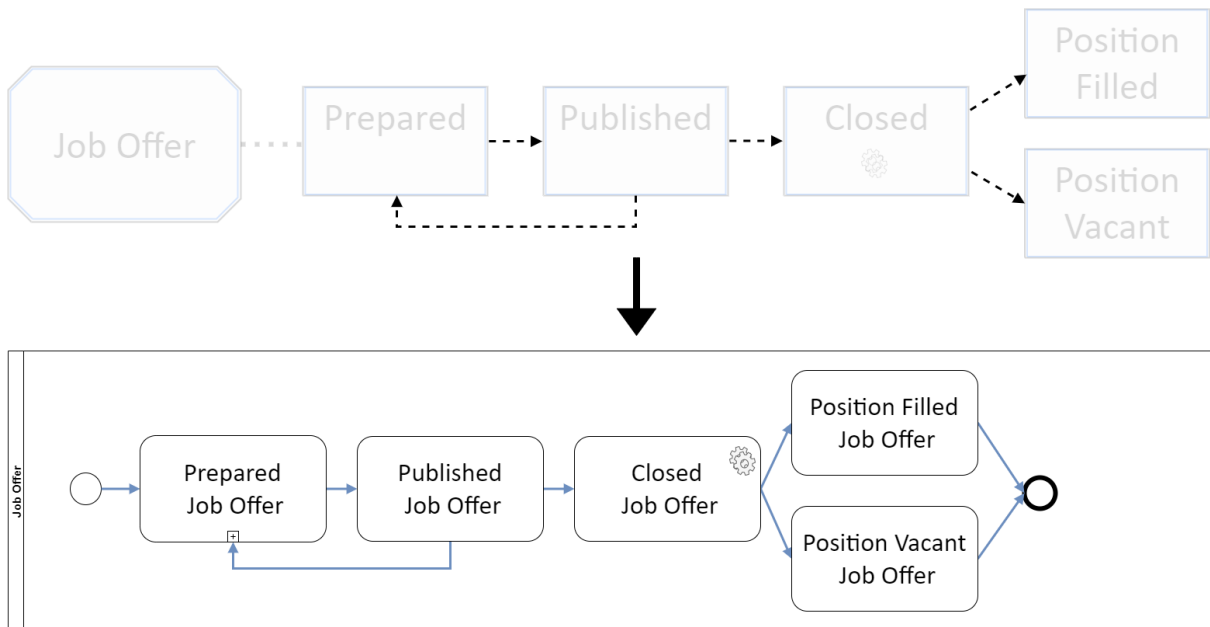 Position
Filled
Job Offer
Prepared
Published
Closed
Position
Vacant
Job Offer
Prepared
Job Offer
Published
Job Offer
Closed
Job Offer
Position Filled
Job Offer
Position Vacant
Job Offer